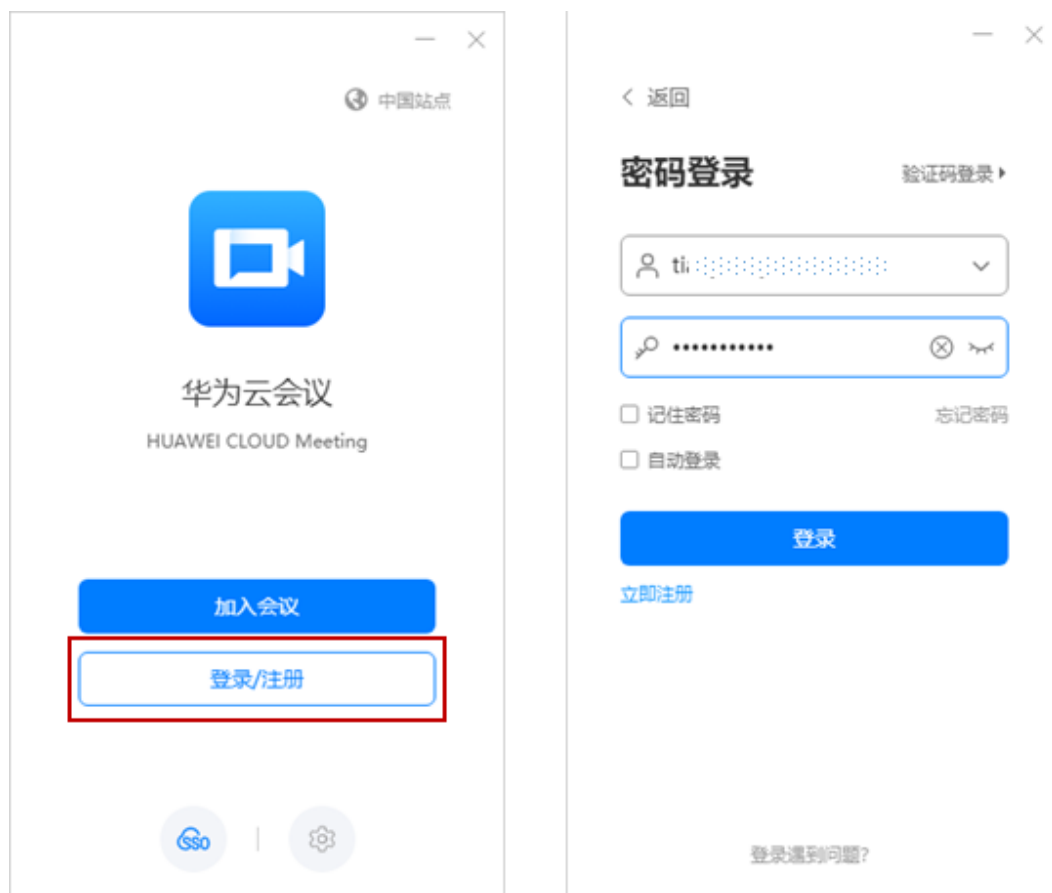 中国站点
华为云会议
HUAWEI CLOUD Meeting
加入会议
登录/注册
SSO
返回
密码登录
验证码登录
记住密码
忘记密码
自动登录
登录
立即注册
登录遇到问题?